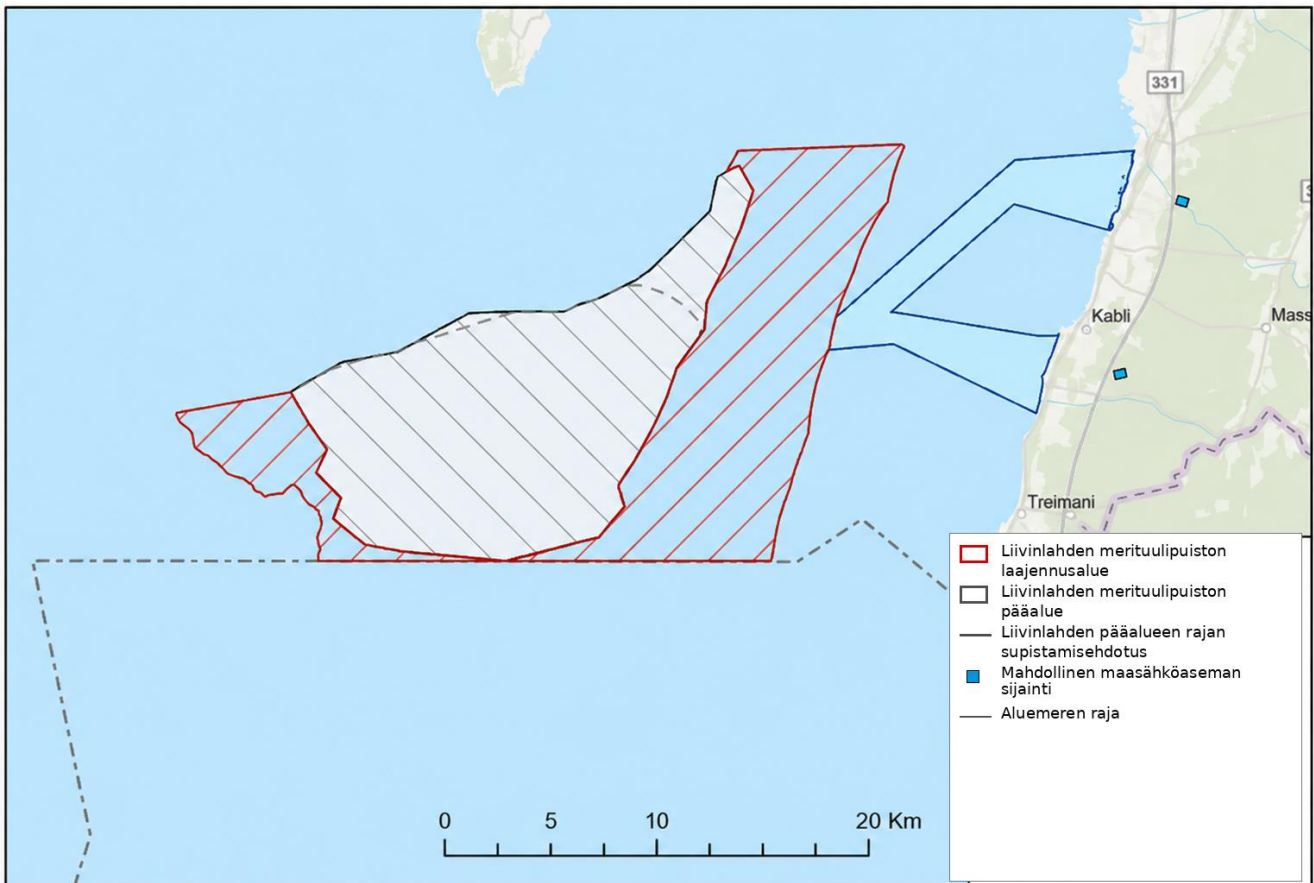 331
3
Kabli
Mass
Treimani
Liivinlahden merituulipuiston
laajennusalue
Liivinlahden merituulipuiston
pääalue
Liivinlahden pääalueen rajan
supistamisehdotus
Mahdollinen maasähköaseman
sijainti
Aluemeren raja
0 5 10 20 Km